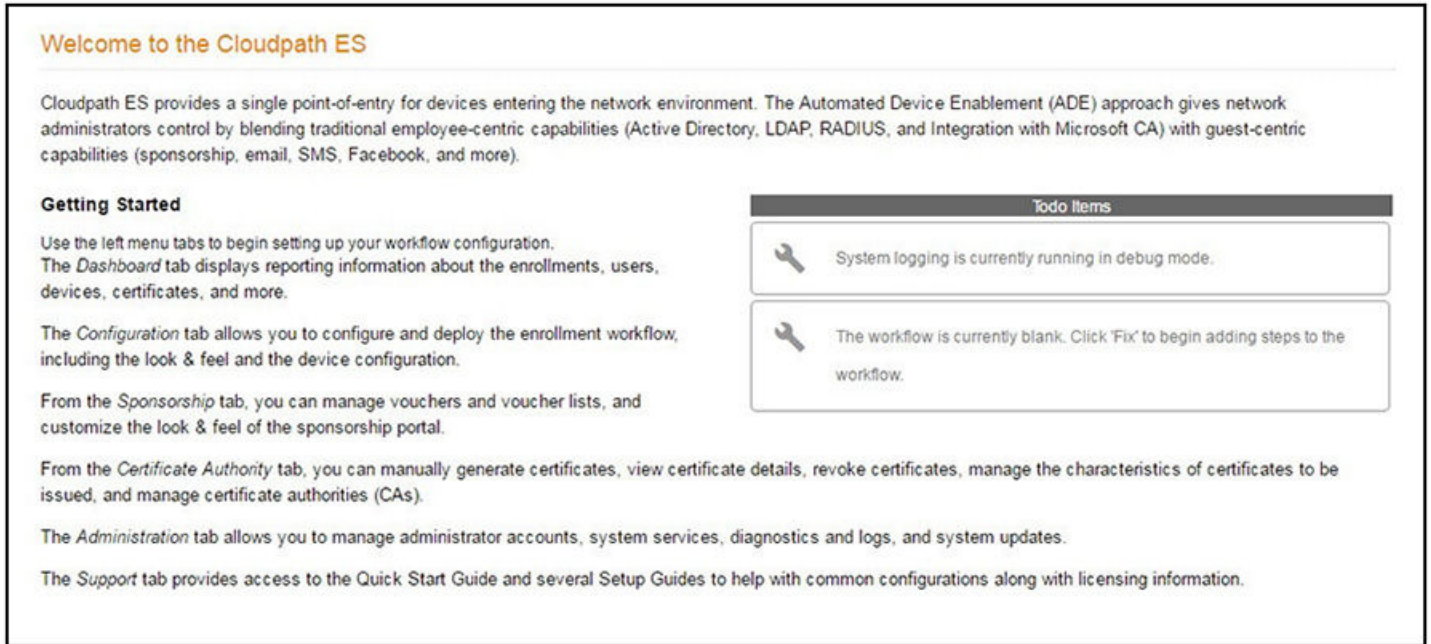 Welcome to the Cloudpath ES
Cloudpath ES provides a single point-of-entry for devices entering the network environment. The Automated Device Enablement (ADE) approach gives network
administrators control by blending traditional employee-centric capabilities (Active Directory, LDAP, RADIUS, and Integration with Microsoft CA) with guest-centric
capabilities (sponsorship, email, SMS, Facebook, and more).
Getting Started
Use the left menu tabs to begin setting up your workflow configuration.
The Dashboard tab displays reporting information about the enrollments, users,
devices, certificates, and more.
The Configuration tab allows you to configure and deploy the enrollment workflow,
including the look & feel and the device configuration.
From the Sponsorship tab, you can manage vouchers and voucher lists, and
customize the look & feel of the sponsorship portal.
Todo Items
System logging is currently running in debug mode.
The workflow is currently blank. Click 'Fix' to begin adding steps to the
workflow.
From the Certificate Authority tab, you can manually generate certificates, view certificate details, revoke certificates, manage the characteristics of certificates to be
issued, and manage certificate authorities (CAs).
The Administration tab allows you to manage administrator accounts, system services, diagnostics and logs, and system updates.
The Support tab provides access to the Quick Start Guide and several Setup Guides to help with common configurations along with licensing information.